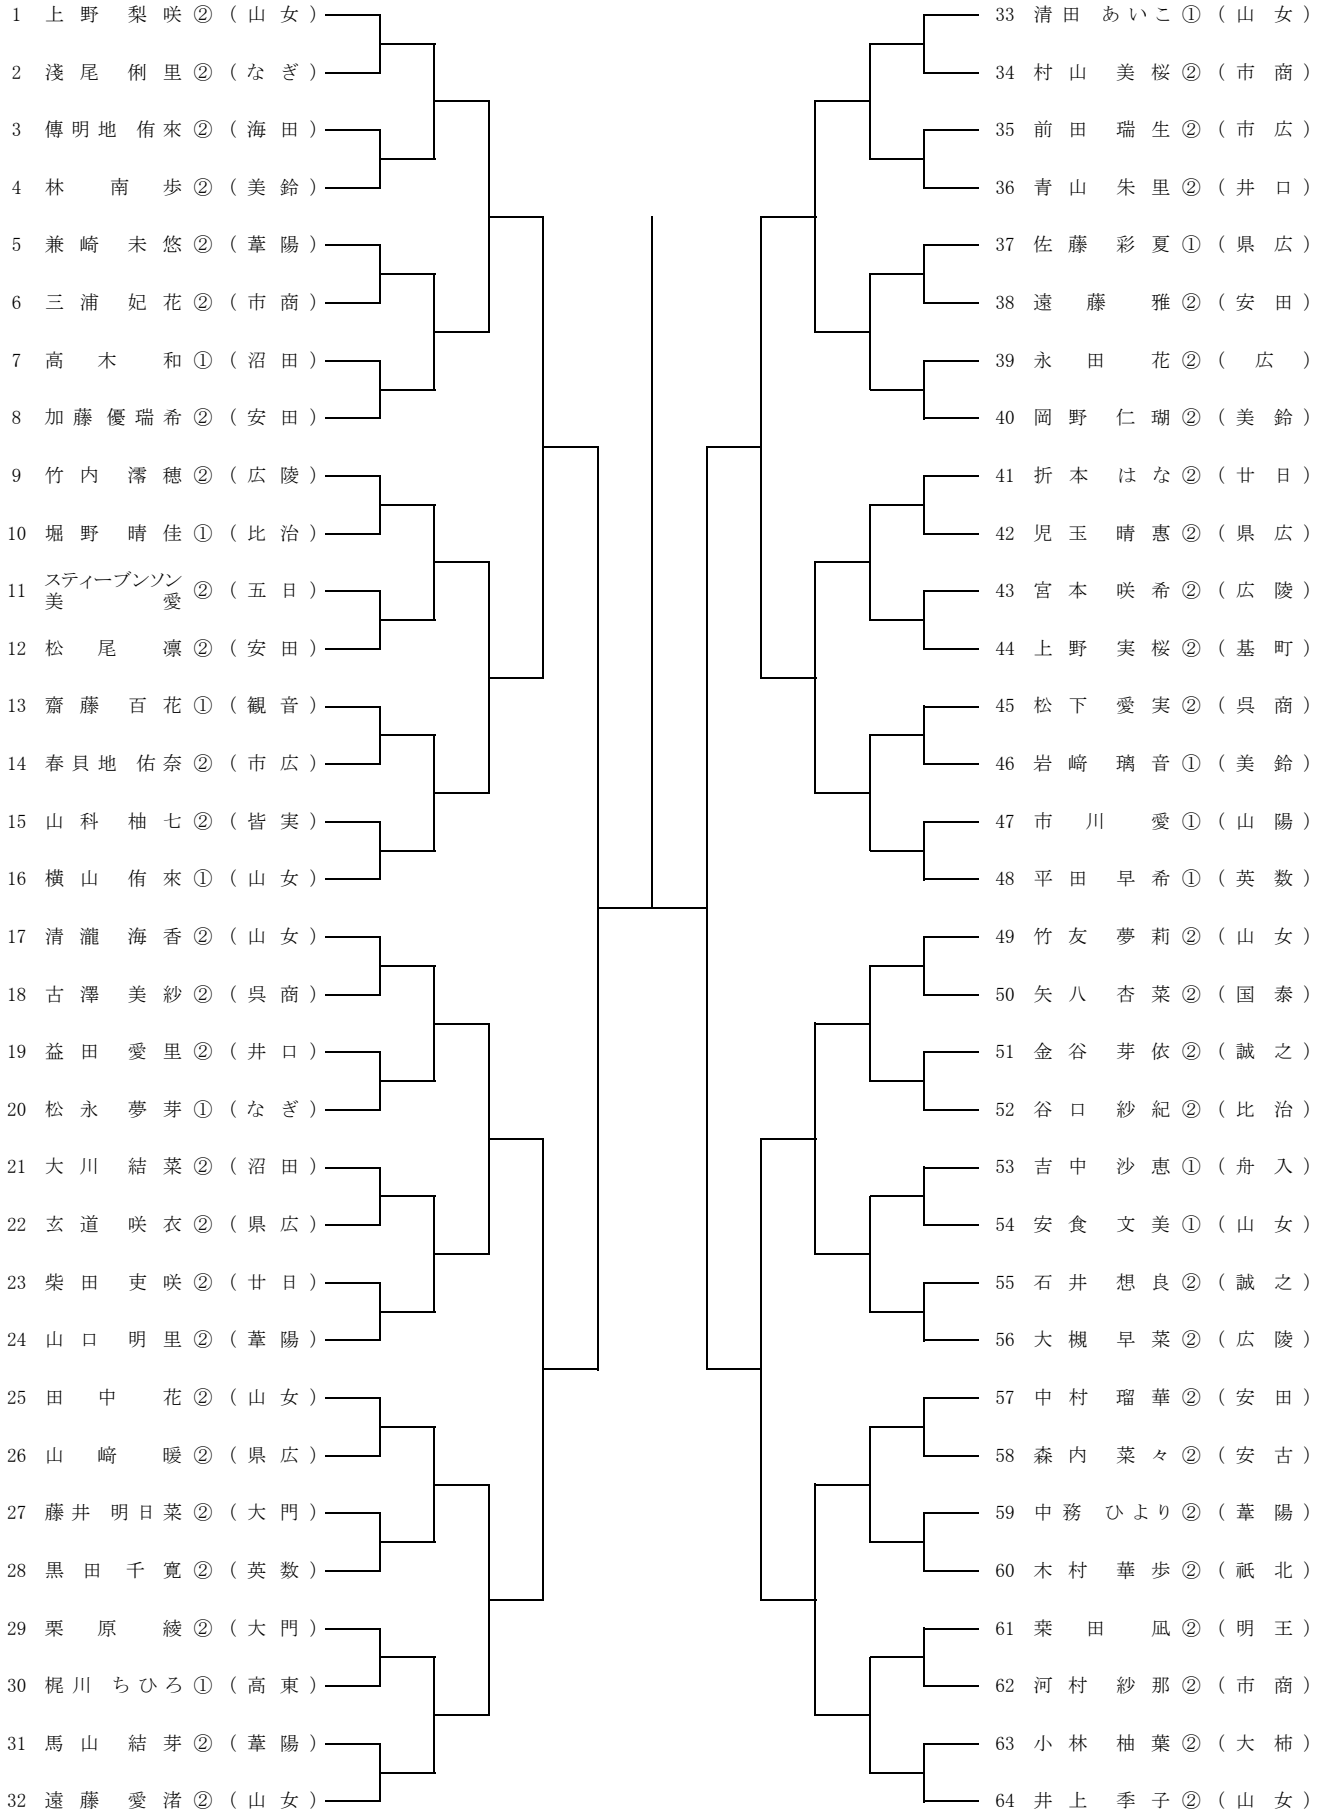 1 上野 梨咲 ② (山女)
2 淺尾 俐里 ② (なぎ)
3 傳明地 侑來 ② (海田)
4 林 南歩 ② (美鈴)
5 兼崎 未悠 ② (葦陽)
6 三浦 妃花 ② (市商)
7 高木 和 ① (沼田)
8 加藤 優瑞希 ② (安田)
9 竹内 澪穂 ② (広陵)
10 堀野 晴佳 ① (比治)
11 スティーブンソン 美愛 ② (五日)
12 松尾 凛 ② (安田)
13 齋藤 百花 ① (観音)
14 春貝地 佑奈 ② (市広)
15 山科 柚七 ② (皆実)
16 横山 侑來 ① (山女)
17 清瀧 海香 ② (山女)
18 古澤 美紗 ② (呉商)
19 益田 愛里 ② (井口)
20 松永 夢芽 ① (なぎ)
21 大川 結菜 ② (沼田)
22 玄道 咲衣 ② (県広)
23 柴田 吏咲 ② (廿日)
24 山口 明里 ② (葦陽)
25 田中 花 ② (山女)
26 山﨑 暖 ② (県広)
27 藤井 明日菜 ② (大門)
28 黒田 千寛 ② (英数)
29 栗原 綾 ② (大門)
30 梶川 ちひろ ① (高東)
31 馬山 結芽 ② (葦陽)
32 遠藤 愛渚 ② (山女)
33 清田 あいこ ① (山女)
34 村山 美桜 ② (市商)
35 前田 瑞生 ② (市広)
36 青山 朱里 ② (井口)
37 佐藤 彩夏 ① (県広)
38 遠藤 雅 ② (安田)
39 永田 花 ② (広)
40 岡野 仁瑚 ② (美鈴)
41 折本 はな ② (廿日)
42 児玉 晴惠 ② (県広)
43 宮本 咲希 ② (広陵)
44 上野 実桜 ② (基町)
45 松下 愛実 ② (呉商)
46 岩﨑 璃音 ① (美鈴)
47 市川 愛 ① (山陽)
48 平田 早希 ① (英数)
49 竹友 夢莉 ② (山女)
50 矢八 杏菜 ② (国泰)
51 金谷 芽依 ② (誠之)
52 谷口 紗紀 ② (比治)
53 吉中 沙恵 ① (舟入)
54 安食 文美 ① (山女)
55 石井 想良 ② (誠之)
56 大槻 早菜 ② (広陵)
57 中村 瑠華 ② (安田)
58 森内 菜々 ② (安古)
59 中務 ひより ② (葦陽)
60 木村 華歩 ② (祇北)
61 桒田 凪 ② (明王)
62 河村 紗那 ② (市商)
63 小林 柚葉 ② (大柿)
64 井上 季子 ② (山女)